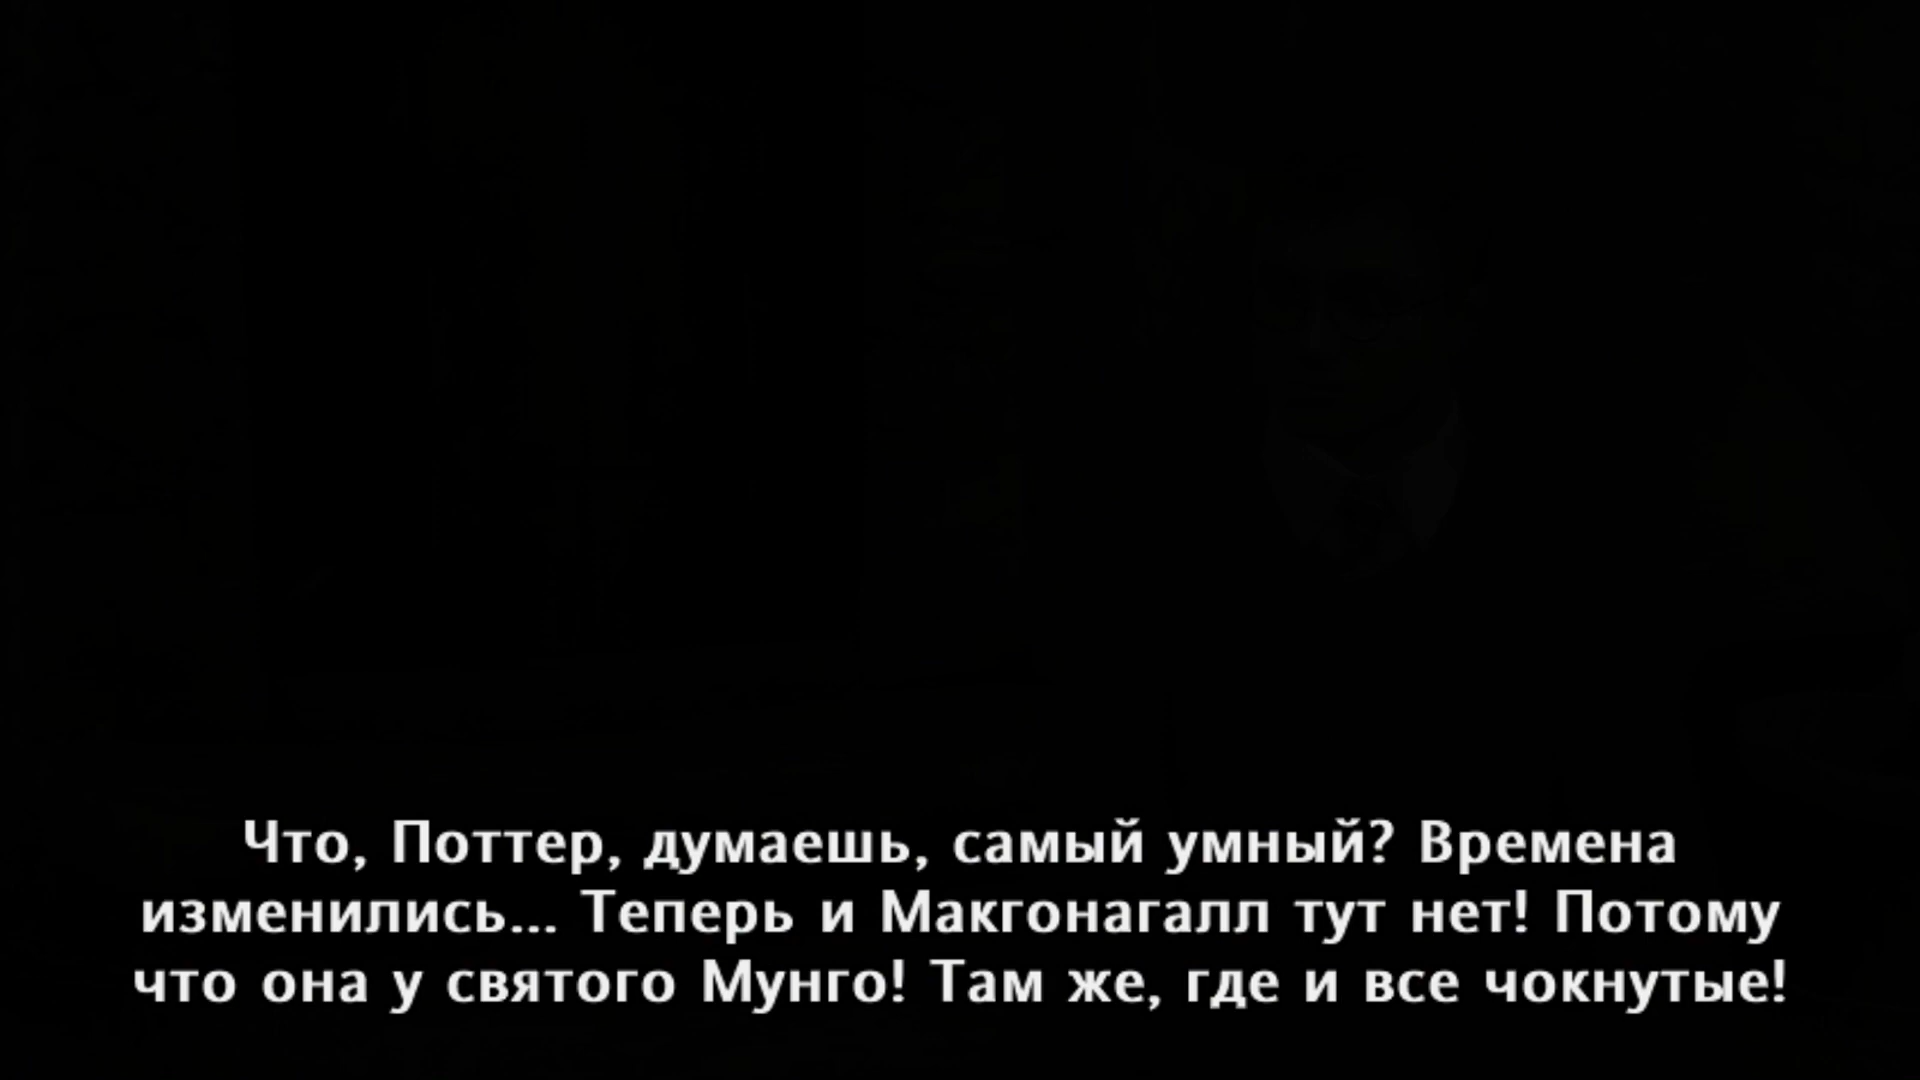 Что, Поттер, думаешь, самый умный? Времена
изменились... Теперь и Макгонагалл тут нет! Потому
что она у святого Мунго! Там же, где и все чокнутые!